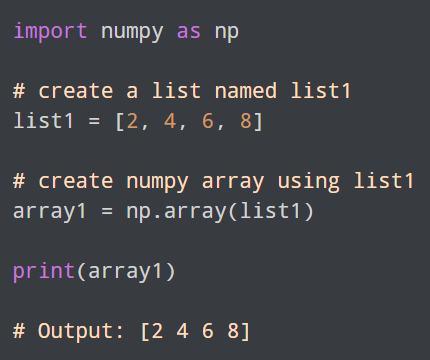 import numpy as np
# create a list named list1
list1 = [2, 4, 6, 8]
# create numpy array using list1
array1 = np.array(list1)
print(array1)
# Output: [2 4 6 8]